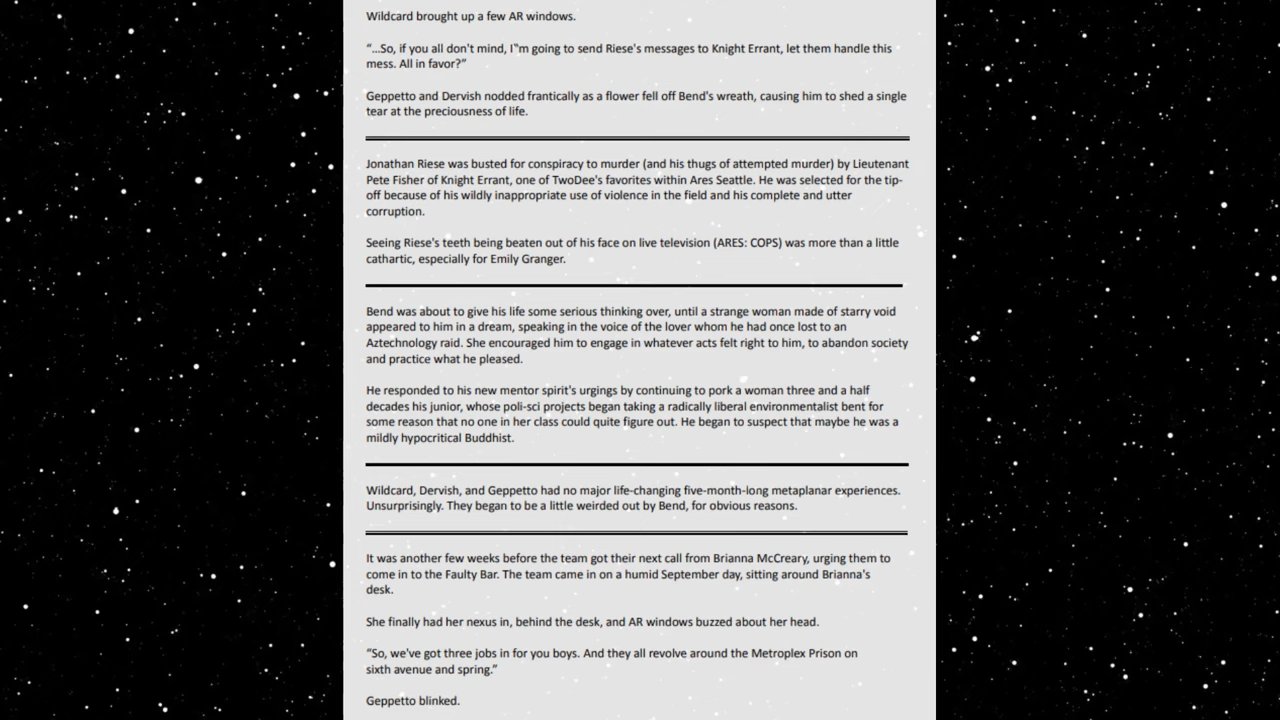 Wildcard brought up a few AR windows.
“...So, if you all don't mind, I‟m going to send Riese's messages to Knight Errant, let them handle this
mess. All in favor?”
Geppetto and Dervish nodded frantically as a flower fell off Bend's wreath, causing him to shed a single
tear at the preciousness of life.
Jonathan Riese was busted for conspiracy to murder (and his thugs of attempted murder) by Lieutenant
Pete Fisher of Knight Errant, one of TwoDee's favorites within Ares Seattle. He was selected for the tip-
off because of his wildly inappropriate use of violence in the field and his complete and utter
corruption.
Seeing Riese's teeth being beaten out of his face on live television (ARES: COPS) was more than a little
cathartic, especially for Emily Granger.
Bend was about to give his life some serious thinking over, until a strange woman made of starry void
appeared to him in a dream, speaking in the voice of the lover whom he had once lost to an
Aztechnology raid. She encouraged him to engage in whatever acts felt right to him, to abandon society
and practice what he pleased.
He responded to his new mentor spirit's urgings by continuing to pork a woman three and a half
decades his junior, whose poli-sci projects began taking a radically liberal environmentalist bent for
some reason that no one in her class could quite figure out. He began to suspect that maybe he was a
mildly hypocritical Buddhist.
Wildcard, Dervish, and Geppetto had no major life-changing five-month-long metaplanar experiences.
Unsurprisingly. They began to be a little weirded out by Bend, for obvious reasons.
It was another few weeks before the team got their next call from Brianna McCreary, urging them to
come in to the Faulty Bar. The team came in on a humid September day, sitting around Brianna's
desk.
She finally had her nexus in, behind the desk, and AR windows buzzed about her head.
“So, we've got three jobs in for you boys. And they all revolve around the Metroplex Prison on
sixth avenue and spring.”
Geppetto blinked.